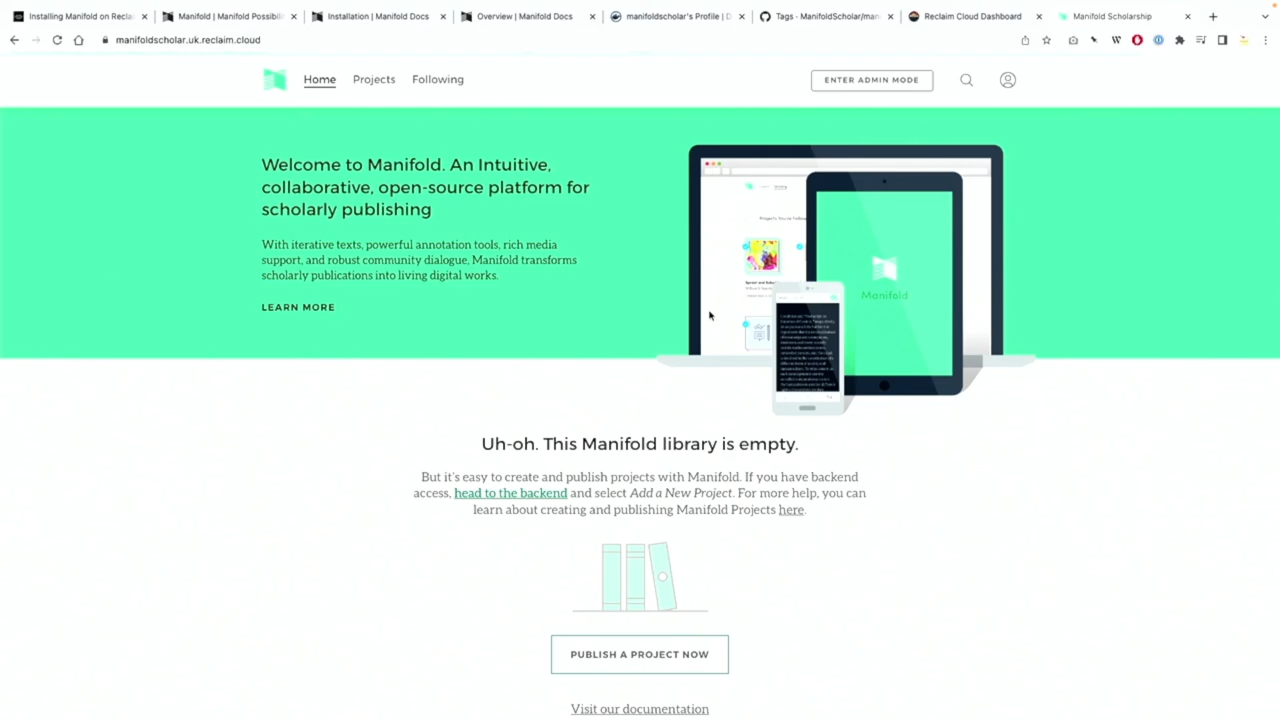 Installing Manifold on Recla
Manifold | Manifold Possibil
Installation | Manifold Docs
Overview | Manifold Docs
manifoldscholar's Profile | D
Tags · ManifoldScholar/man
Reclaim Cloud Dashboard
Manifold Scholarship
manifoldscholar.uk.reclaim.cloud
Home
Projects
Following
ENTER ADMIN MODE
Welcome to Manifold. An Intuitive,
collaborative, open-source platform for
scholarly publishing
With iterative texts, powerful annotation tools, rich media
support, and robust community dialogue, Manifold transforms
scholarly publications into living digital works.
LEARN MORE
Manifold
Uh-oh. This Manifold library is empty.
But it's easy to create and publish projects with Manifold. If you have backend
access, head to the backend and select Add a New Project. For more help, you can
learn about creating and publishing Manifold Projects here.
PUBLISH A PROJECT NOW
Visit our documentation